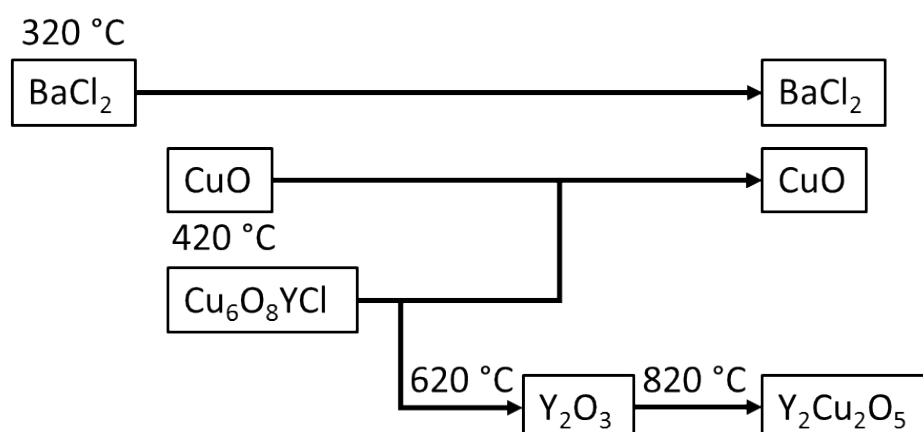 320 °C
BaCl₂
BaCl₂
CuO
CuO
420 °C
Cu₆O₈YCl
620 °C
820 °C
Y₂O₃
Y₂Cu₂O₅